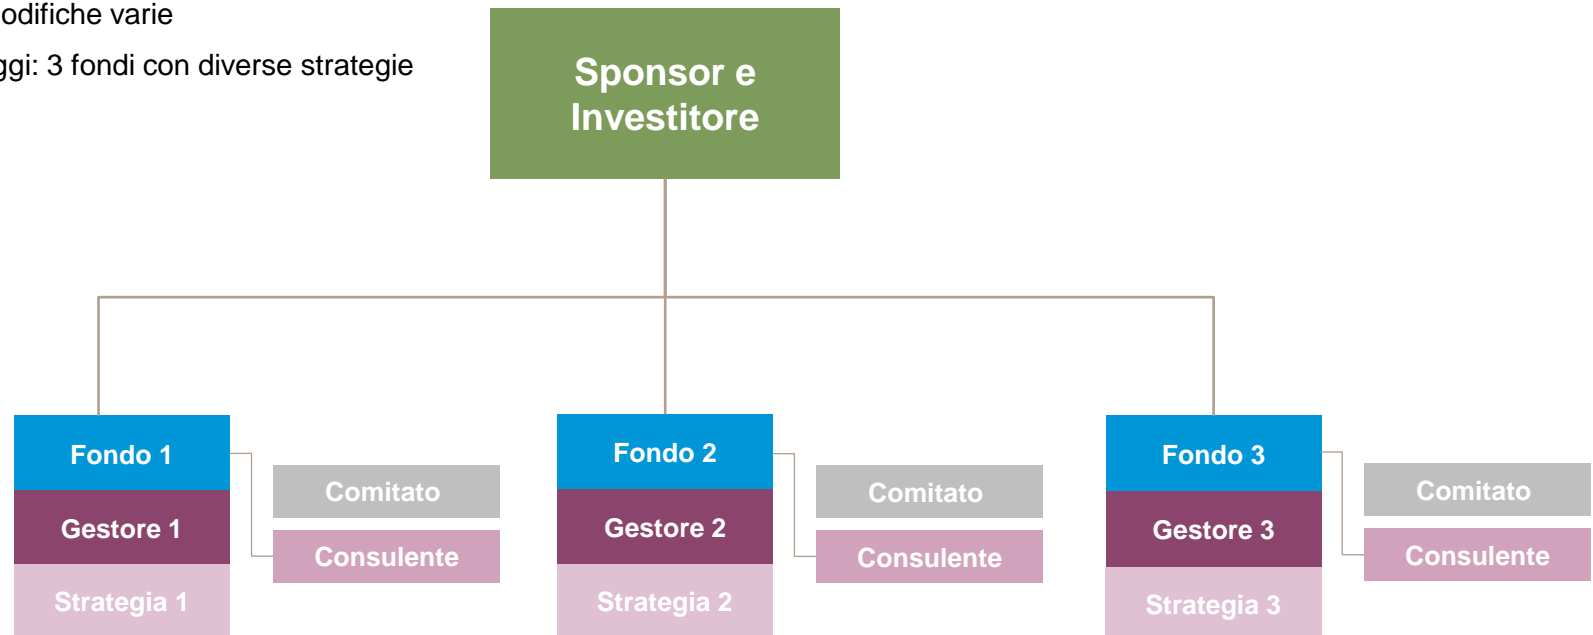 odifiche varie
ggi: 3 fondi con diverse strategie
Sponsor e
Investitore
Fondo 1
Gestore 1
Strategia 1
Comitato
Consulente
Fondo 2
Gestore 2
Strategia 2
Comitato
Consulente
Fondo 3
Gestore 3
Strategia 3
Comitato
Consulente